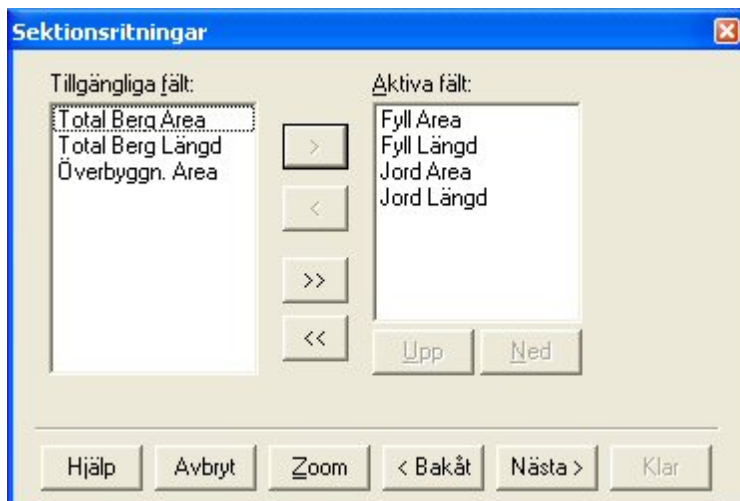 Sektionsritningar
Tillgängliga fält:
Total Berg Area
Total Berg Längd
Överbyggn. Area
>
<
>>
<<
Aktiva fält:
Fyll Area
Fyll Längd
Jord Area
Jord Längd
Upp
Ned
Hjälp
Avbryt
Zoom
< Bakåt
Nästa >
Klar